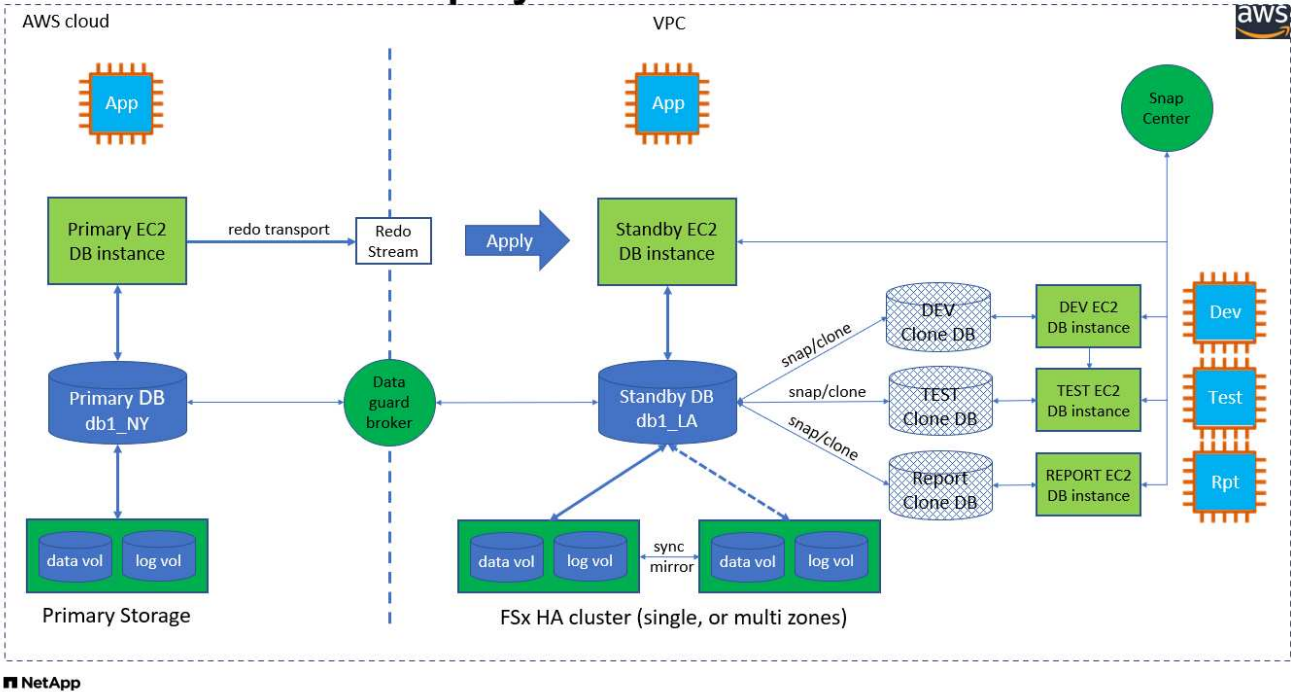 AWS cloud
VPC
aws
App
App
Snap
Center
Primary EC2
DB instance
redo transport
Redo
Stream
Apply
Standby EC2
DB instance
DEV
Clone DB
DEV EC2
DB instance
Dev
snap/clone
Primary DB
db1_NY
Data
guard
broker
Standby DB
db1_LA
snap/clone
TEST
Clone DB
TEST EC2
DB instance
Test
snap/clone
Report
Clone DB
REPORT EC2
DB instance
Rpt
data vol
log vol
data vol
log vol
sync
mirror
data vol
log vol
Primary Storage
FSx HA cluster (single, or multi zones)
NetApp